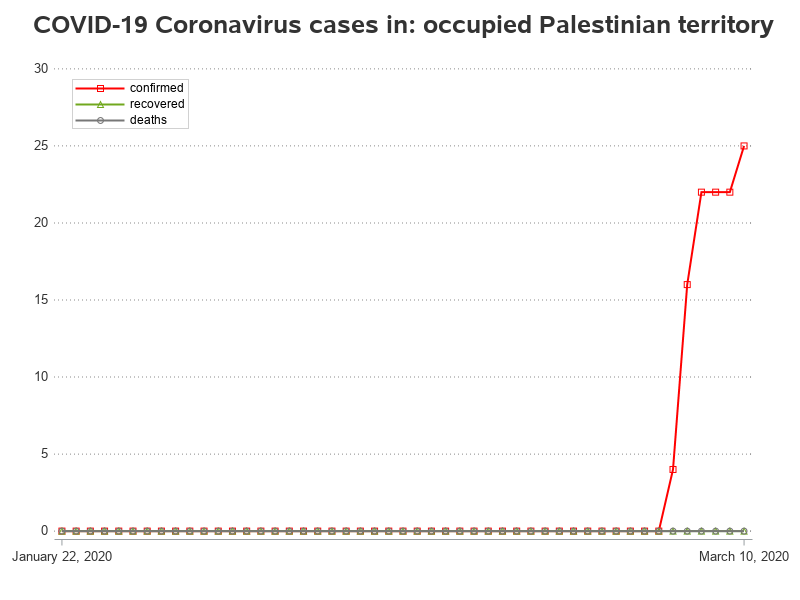 COVID-19 Coronavirus cases in: occupied Palestinian territory
30
confirmed
recovered
deaths
25
20
15
10
5
0
January 22, 2020
March 10, 2020